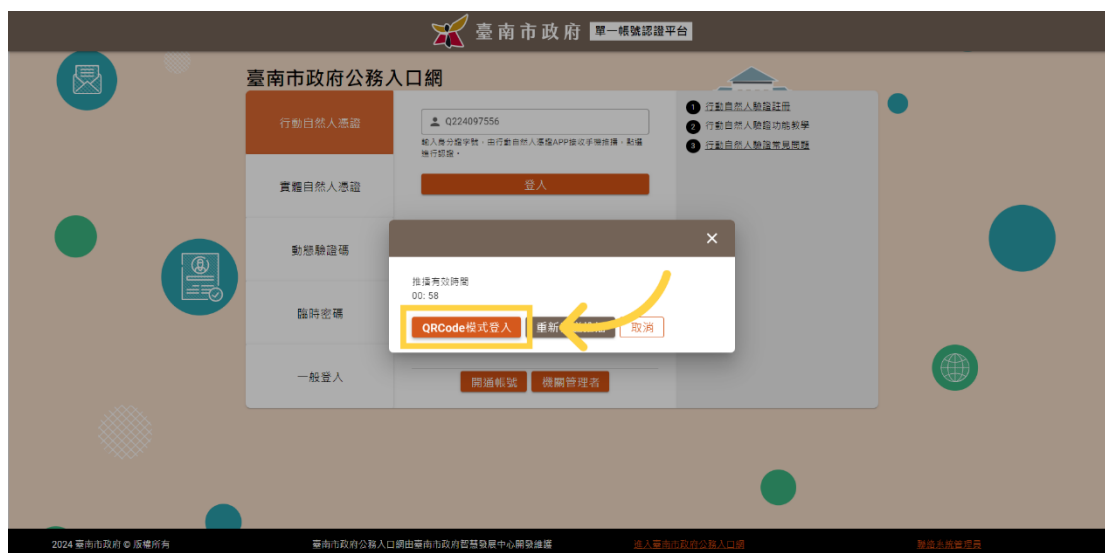 臺南市政府 單一帳號認證平台
臺南市政府公務入口網
行動自然人憑證
實體自然人憑證
動態驗證碼
臨時密碼
一般登入
Q224097556
輸入身分證字號，由行動自然人憑證APP接收手機推播，點選
進行認證。
登入
1 行動自然人驗證註冊
2 行動自然人驗證功能教學
3 行動自然人驗證常見問題
×
推播有效時間
00: 58
QRCode模式登入
重新
取消
開通帳號
機關管理者
2024 臺南市政府 © 版權所有
臺南市政府公務入口網由臺南市政府智慧發展中心開發維護
進入臺南市政府公務入口網
聯絡系統管理員